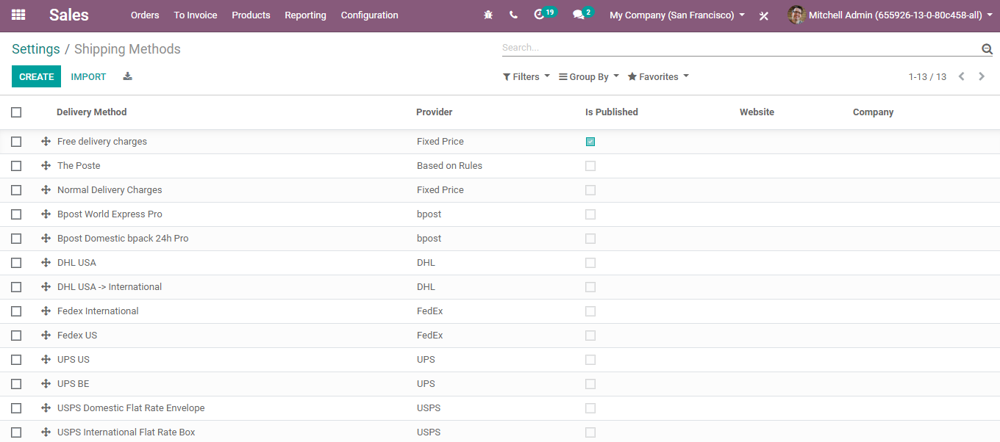 Sales Orders To Invoice Products Reporting Configuration 19 2 My Company (San Francisco) Mitchell Admin (655926-13-0-80c458-all)
Settings / Shipping Methods Search...
CREATE IMPORT Filters Group By Favorites 1-13 / 13
Delivery Method Provider Is Published Website Company
Free delivery charges Fixed Price
The Poste Based on Rules
Normal Delivery Charges Fixed Price
Bpost World Express Pro bpost
Bpost Domestic bpack 24h Pro bpost
DHL USA DHL
DHL USA -> International DHL
Fedex International FedEx
Fedex US FedEx
UPS US UPS
UPS BE UPS
USPS Domestic Flat Rate Envelope USPS
USPS International Flat Rate Box USPS